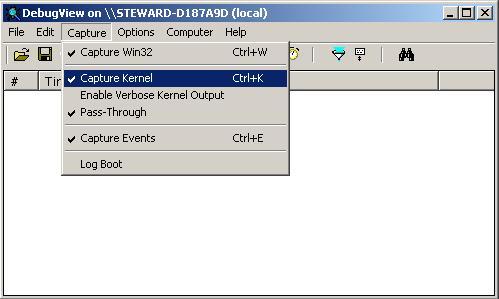 DebugView on \\STEWARD-D187A9D (local)
File Edit Capture Options Computer Help
Capture Win32 Ctrl+W
# Capture Kernel Ctrl+K
Enable Verbose Kernel Output
Pass-Through
Capture Events Ctrl+E
Log Boot